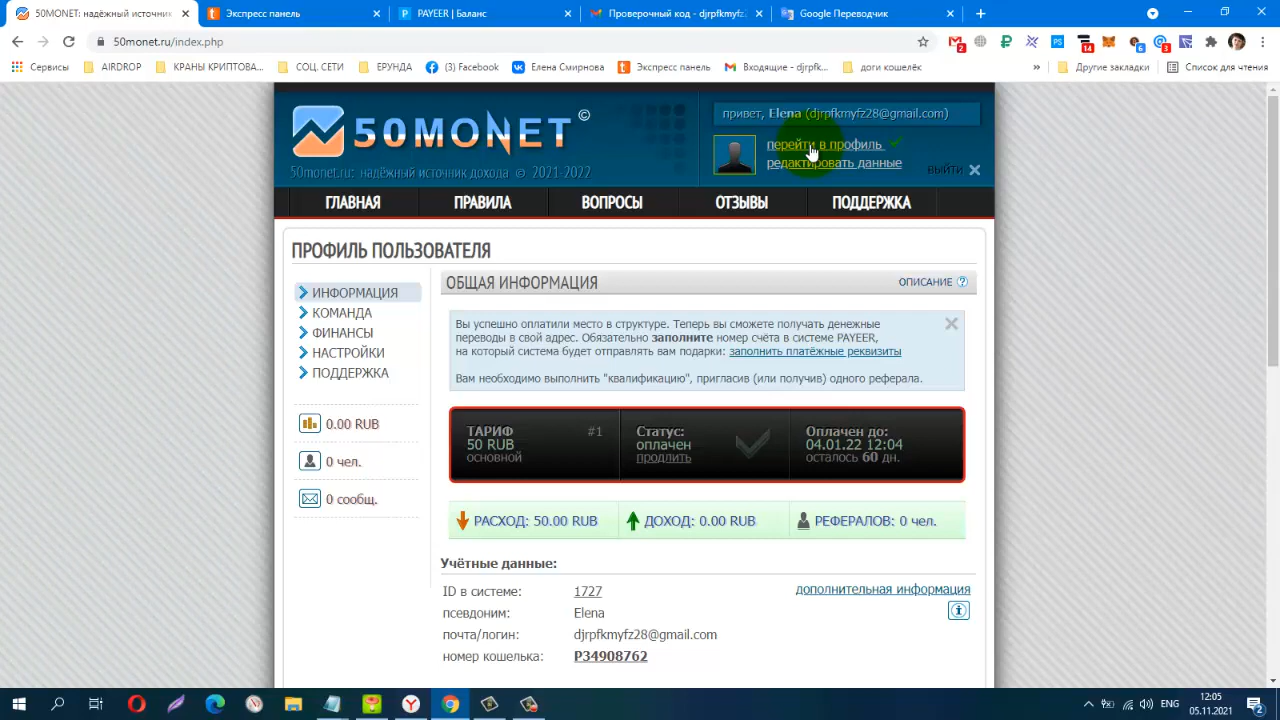 50MONET: надёжный источник
Экспресс панель
PAYEER | Баланс
Проверочный код - djrpfkmyfz
Google Переводчик
50monet.ru/index.php
2
14
6
3
Сервисы
AIRDROP
КРАНЫ КРИПТОВА...
СОЦ. СЕТИ
ЕРУНДА
(3) Facebook
Елена Смирнова
Экспресс панель
Входящие - djrpfk...
доги кошелёк
»
Другие закладки
Список для чтения
50MONET ©
50monet.ru: надёжный источник дохода © 2021-2022
привет, Elena (djrpfkmyfz28@gmail.com)
перейти в профиль
редактировать данные
выйти
ГЛАВНАЯ
ПРАВИЛА
ВОПРОСЫ
ОТЗЫВЫ
ПОДДЕРЖКА
ПРОФИЛЬ ПОЛЬЗОВАТЕЛЯ
ИНФОРМАЦИЯ
КОМАНДА
ФИНАНСЫ
НАСТРОЙКИ
ПОДДЕРЖКА
0.00 RUB
0 чел.
0 сообщ.
ОБЩАЯ ИНФОРМАЦИЯ
ОПИСАНИЕ ?
Вы успешно оплатили место в структуре. Теперь вы сможете получать денежные
переводы в свой адрес. Обязательно заполните номер счёта в системе PAYEER,
на который система будет отправлять вам подарки: заполнить платёжные реквизиты
Вам необходимо выполнить "квалификацию", пригласив (или получив) одного реферала.
ТАРИФ #1
50 RUB
основной
Статус:
оплачен
продлить
Оплачен до:
04.01.22 12:04
осталось 60 дн.
РАСХОД: 50.00 RUB
ДОХОД: 0.00 RUB
РЕФЕРАЛОВ: 0 чел.
Учётные данные:
ID в системе: 1727
псевдоним: Elena
почта/логин: djrpfkmyfz28@gmail.com
номер кошелька: P34908762
дополнительная информация
ENG
12:05
05.11.2021
2